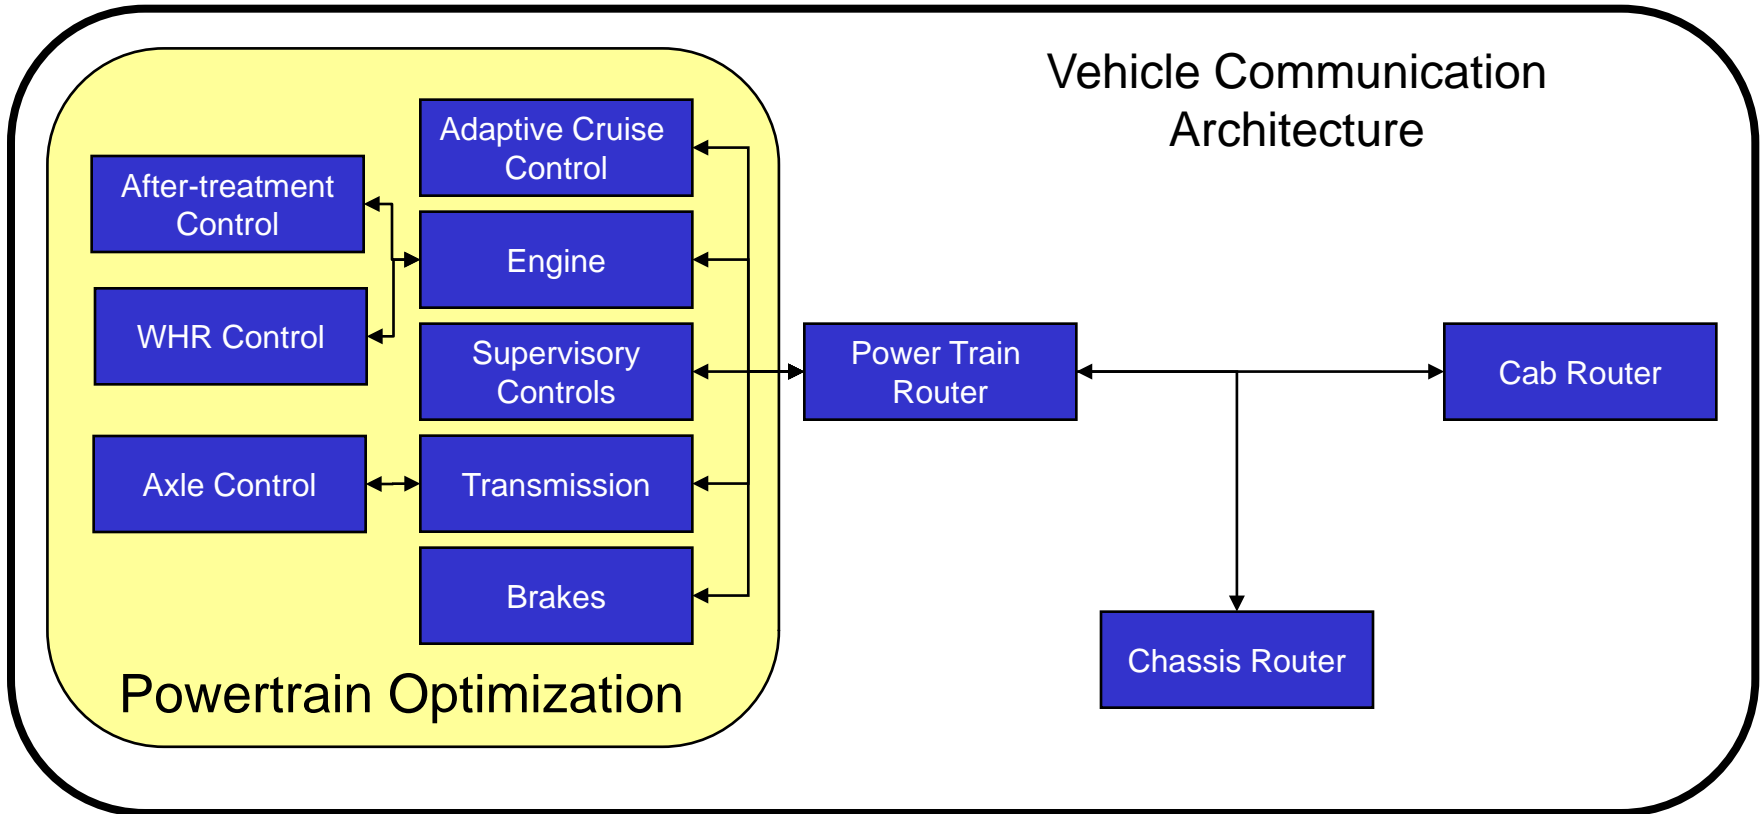 Vehicle Communication
Architecture
Adaptive Cruise
Control
After-treatment
Control
Engine
WHR Control
Supervisory
Controls
Power Train
Router
Cab Router
Axle Control
Transmission
Brakes
Chassis Router
Powertrain Optimization